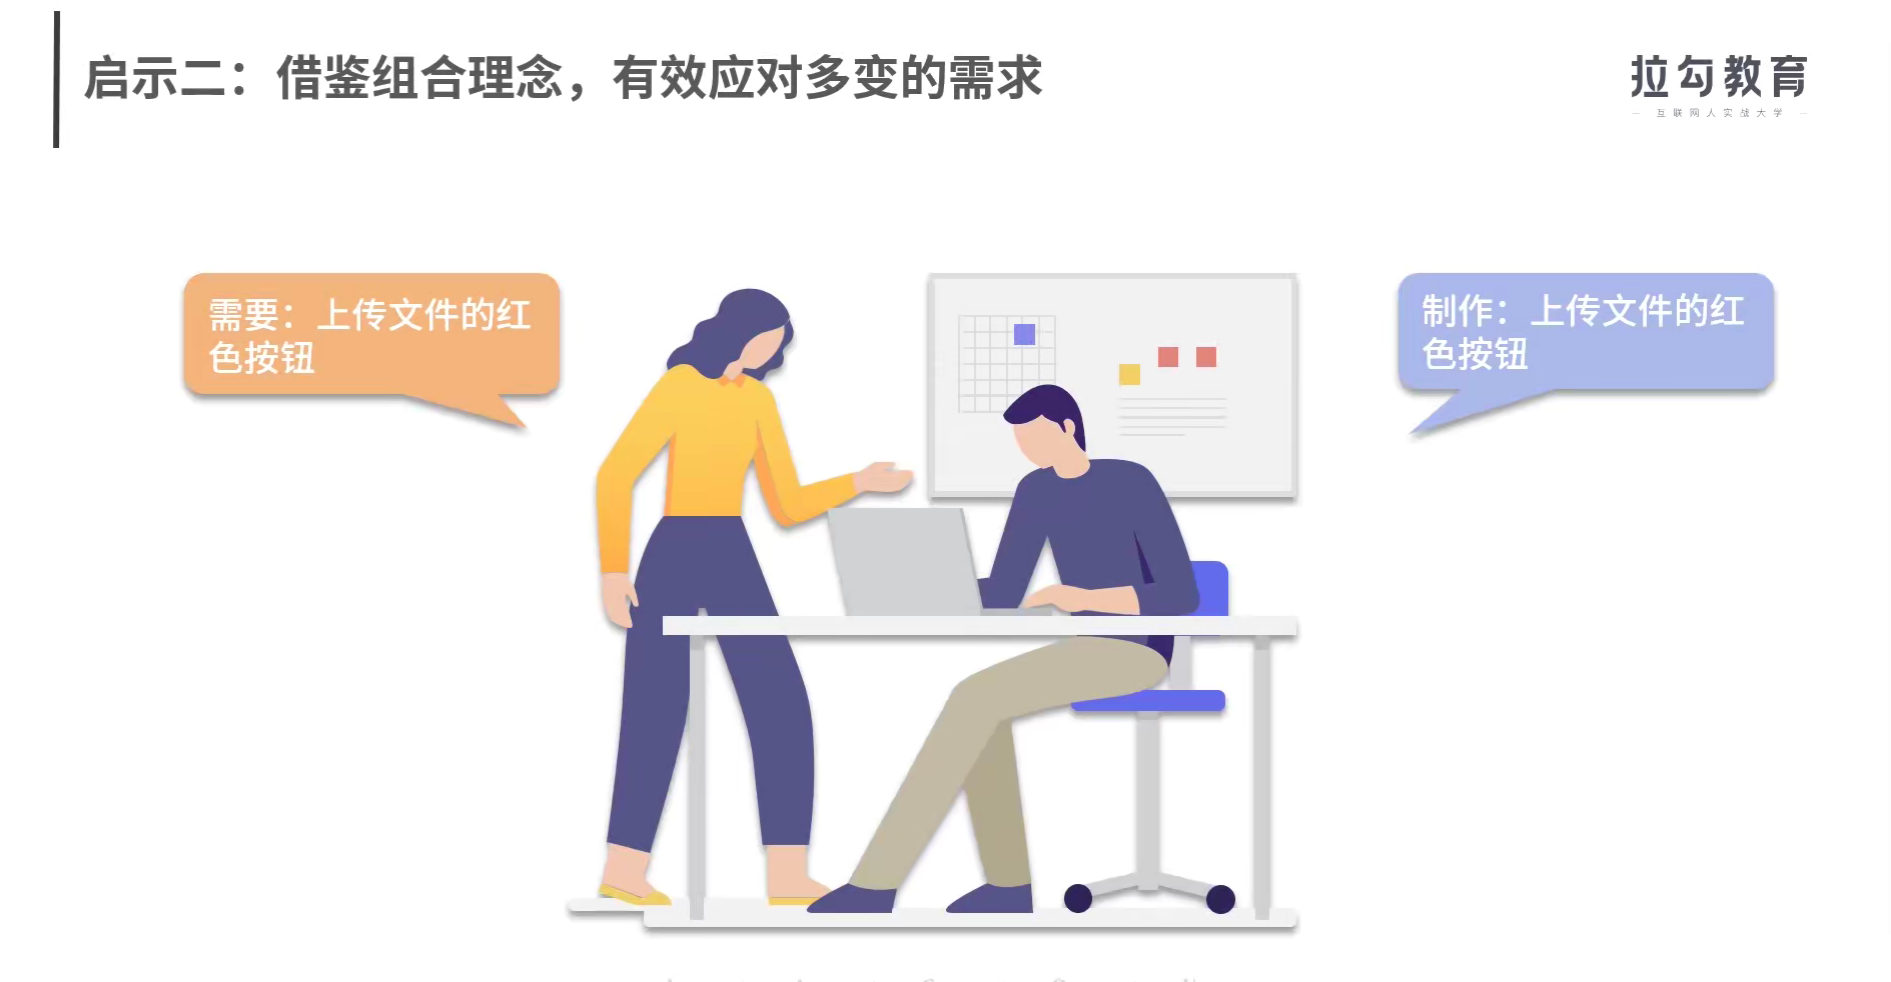 启示二：借鉴组合理念，有效应对多变的需求
拉勾教育
— 互联网人实战大学 —
需要：上传文件的红
色按钮
制作：上传文件的红
色按钮